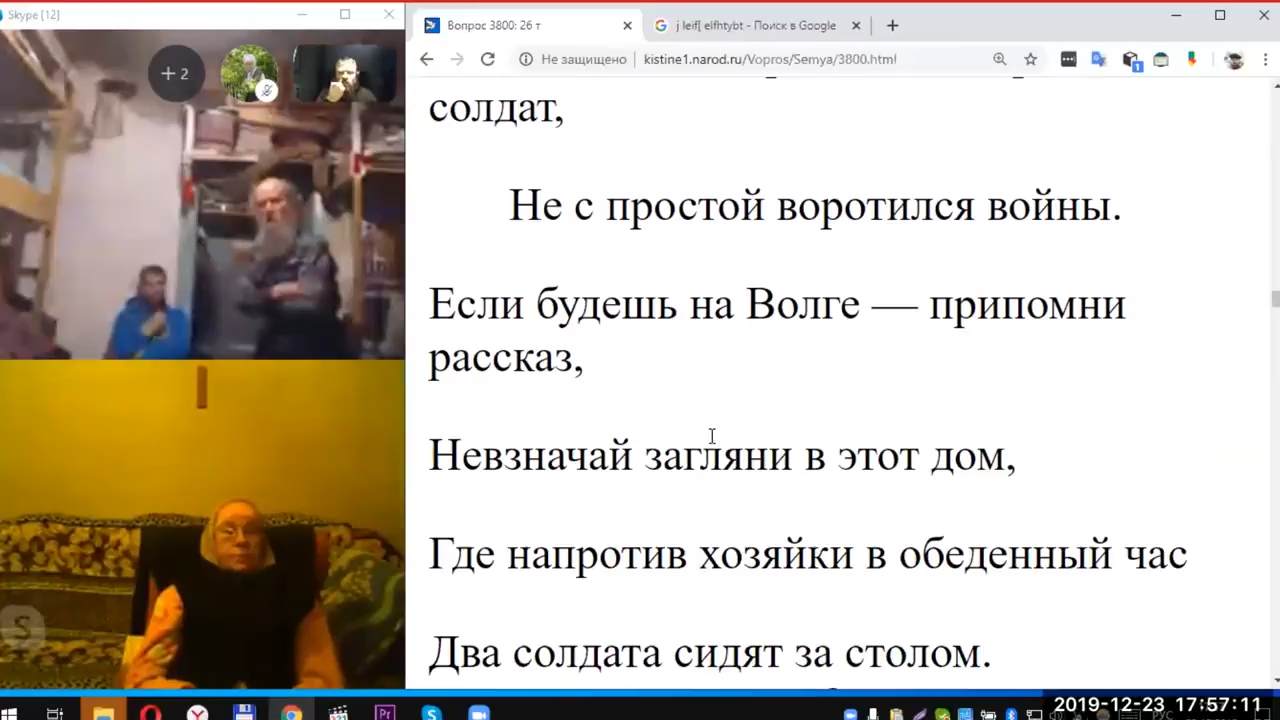 Skype [12]
Вопрос 3800: 26 т
j leif[ elfhtybt - Поиск в Google
Не защищено
kistine1.narod.ru/Vopros/Semya/3800.html
+2
1
солдат,
Не с простой воротился войны.
Если будешь на Волге — припомни
рассказ,
Невзначай загляни в этот дом,
Где напротив хозяйки в обеденный час
Два солдата сидят за столом.
2019-12-23 17:57:11